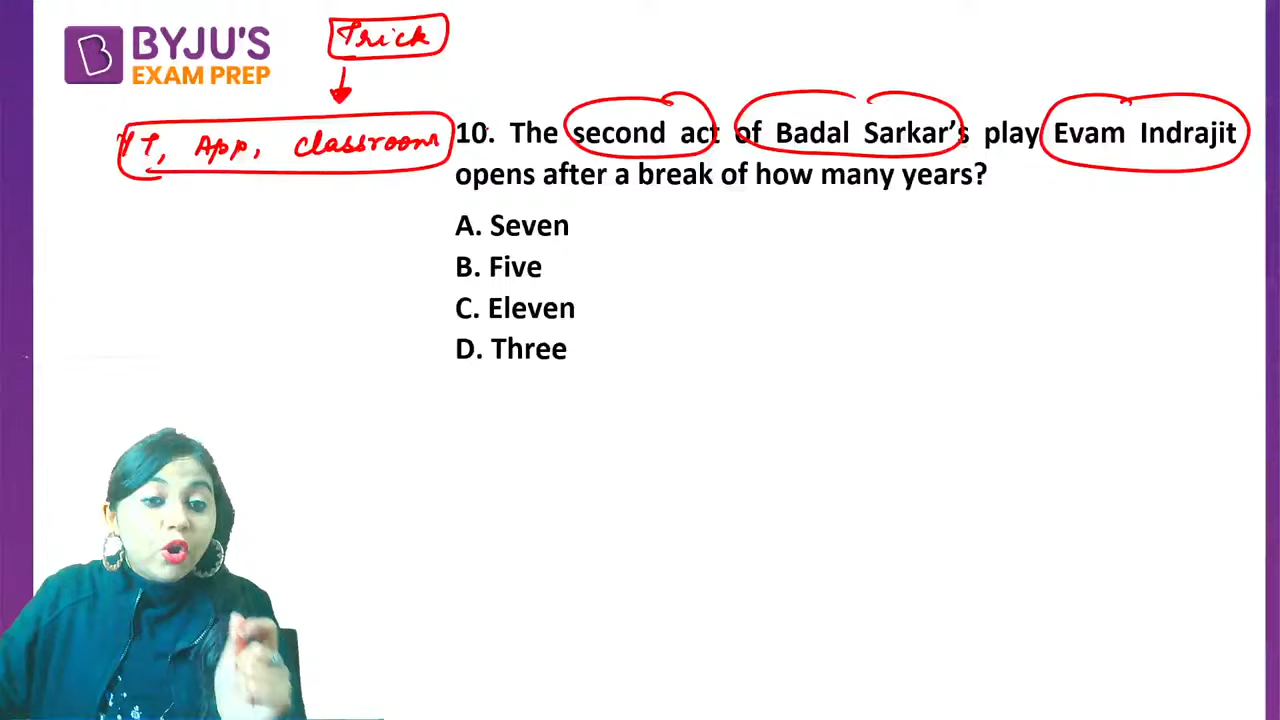 BYJU'S
EXAM PREP
Trick
YT, App, classroom
10. The second act of Badal Sarkar's play Evam Indrajit
opens after a break of how many years?
A. Seven
B. Five
C. Eleven
D. Three